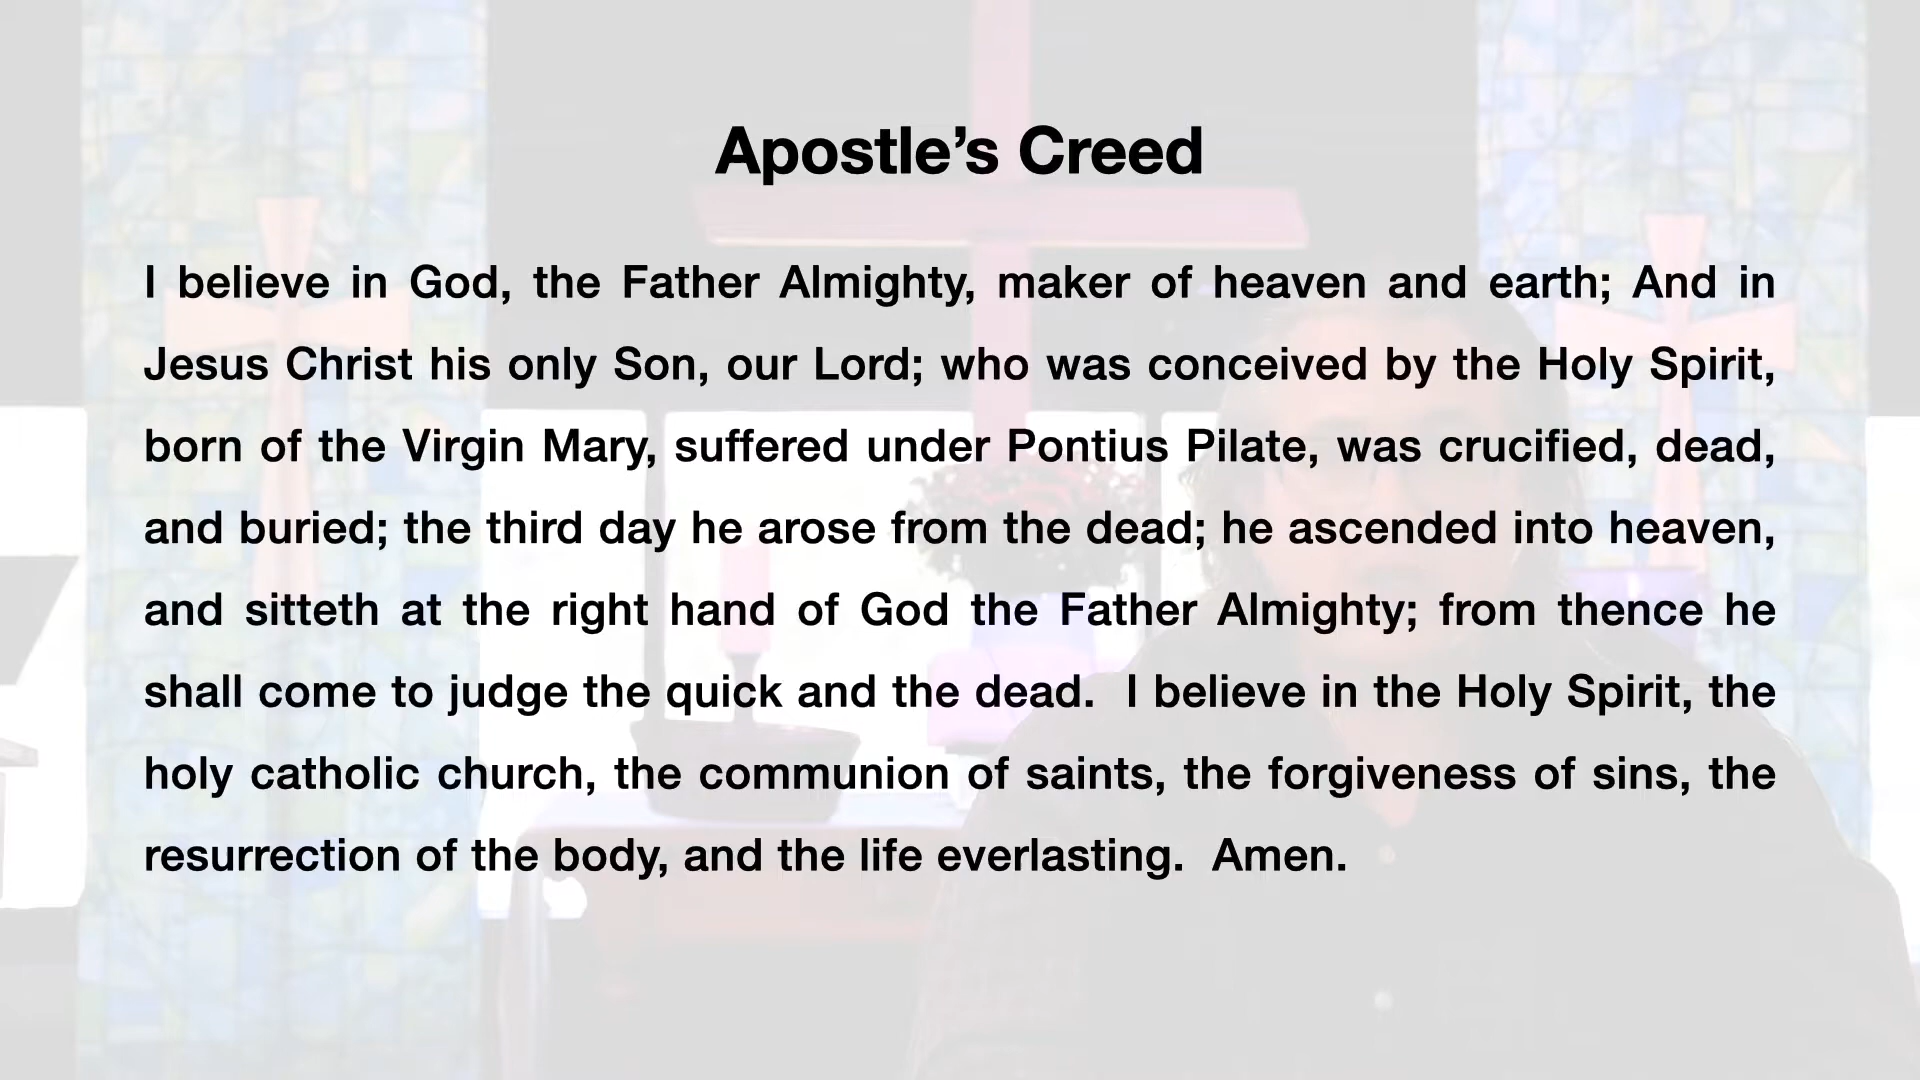 Apostle’s Creed
I believe in God, the Father Almighty, maker of heaven and earth; And in
Jesus Christ his only Son, our Lord; who was conceived by the Holy Spirit,
born of the Virgin Mary, suffered under Pontius Pilate, was crucified, dead,
and buried; the third day he arose from the dead; he ascended into heaven,
and sitteth at the right hand of God the Father Almighty; from thence he
shall come to judge the quick and the dead.  I believe in the Holy Spirit, the
holy catholic church, the communion of saints, the forgiveness of sins, the
resurrection of the body, and the life everlasting.  Amen.